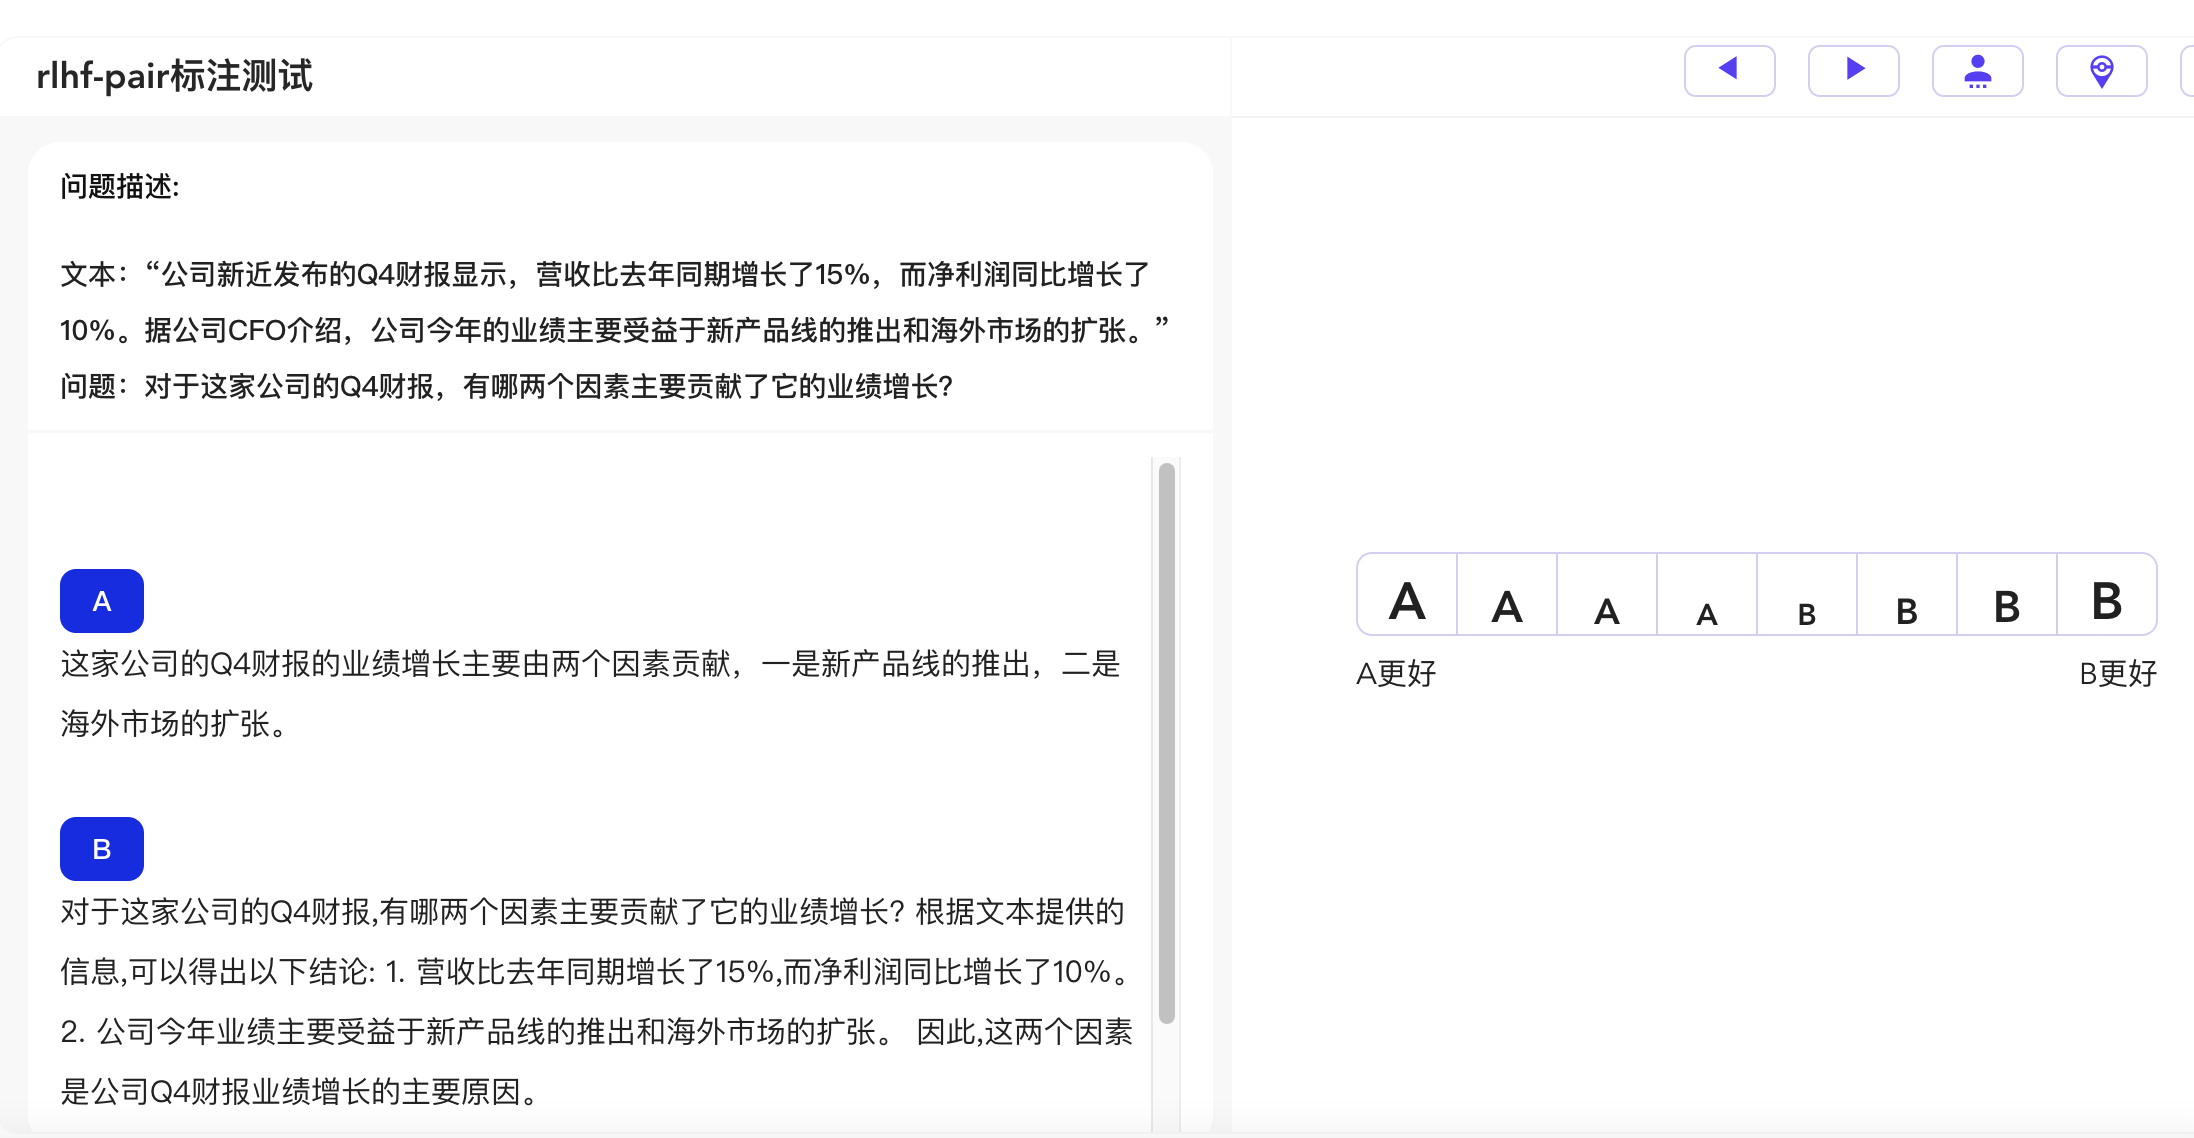 rlhf-pair标注测试
问题描述:
文本：“公司新近发布的Q4财报显示，营收比去年同期增长了15%，而净利润同比增长了
10%。据公司CFO介绍，公司今年的业绩主要受益于新产品线的推出和海外市场的扩张。”
问题：对于这家公司的Q4财报，有哪两个因素主要贡献了它的业绩增长?
A
这家公司的Q4财报的业绩增长主要由两个因素贡献，一是新产品线的推出，二是
海外市场的扩张。
B
对于这家公司的Q4财报,有哪两个因素主要贡献了它的业绩增长? 根据文本提供的
信息,可以得出以下结论: 1. 营收比去年同期增长了15%,而净利润同比增长了10%。
2. 公司今年业绩主要受益于新产品线的推出和海外市场的扩张。 因此,这两个因素
是公司Q4财报业绩增长的主要原因。
A A A A B B B B
A更好 B更好